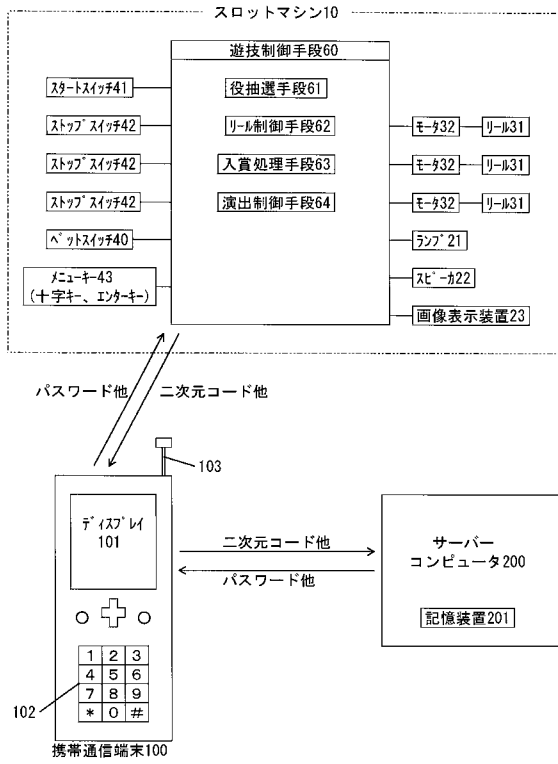 スロットマシン10
遊技制御手段60
スタートスイッチ41
役抽選手段61
ストップスイッチ42
リール制御手段62
モータ32
リール31
ストップスイッチ42
入賞処理手段63
モータ32
リール31
ストップスイッチ42
演出制御手段64
モータ32
リール31
ベットスイッチ40
ランプ21
メニューキー43
(十字キー、エンターキー)
スピーカ22
画像表示装置23
パスワード他
二次元コード他
103
ディスプレイ
101
二次元コード他
パスワード他
サーバー
コンピュータ200
記憶装置201
1 2 3
4 5 6
7 8 9
* 0 #
102
携帯通信端末100